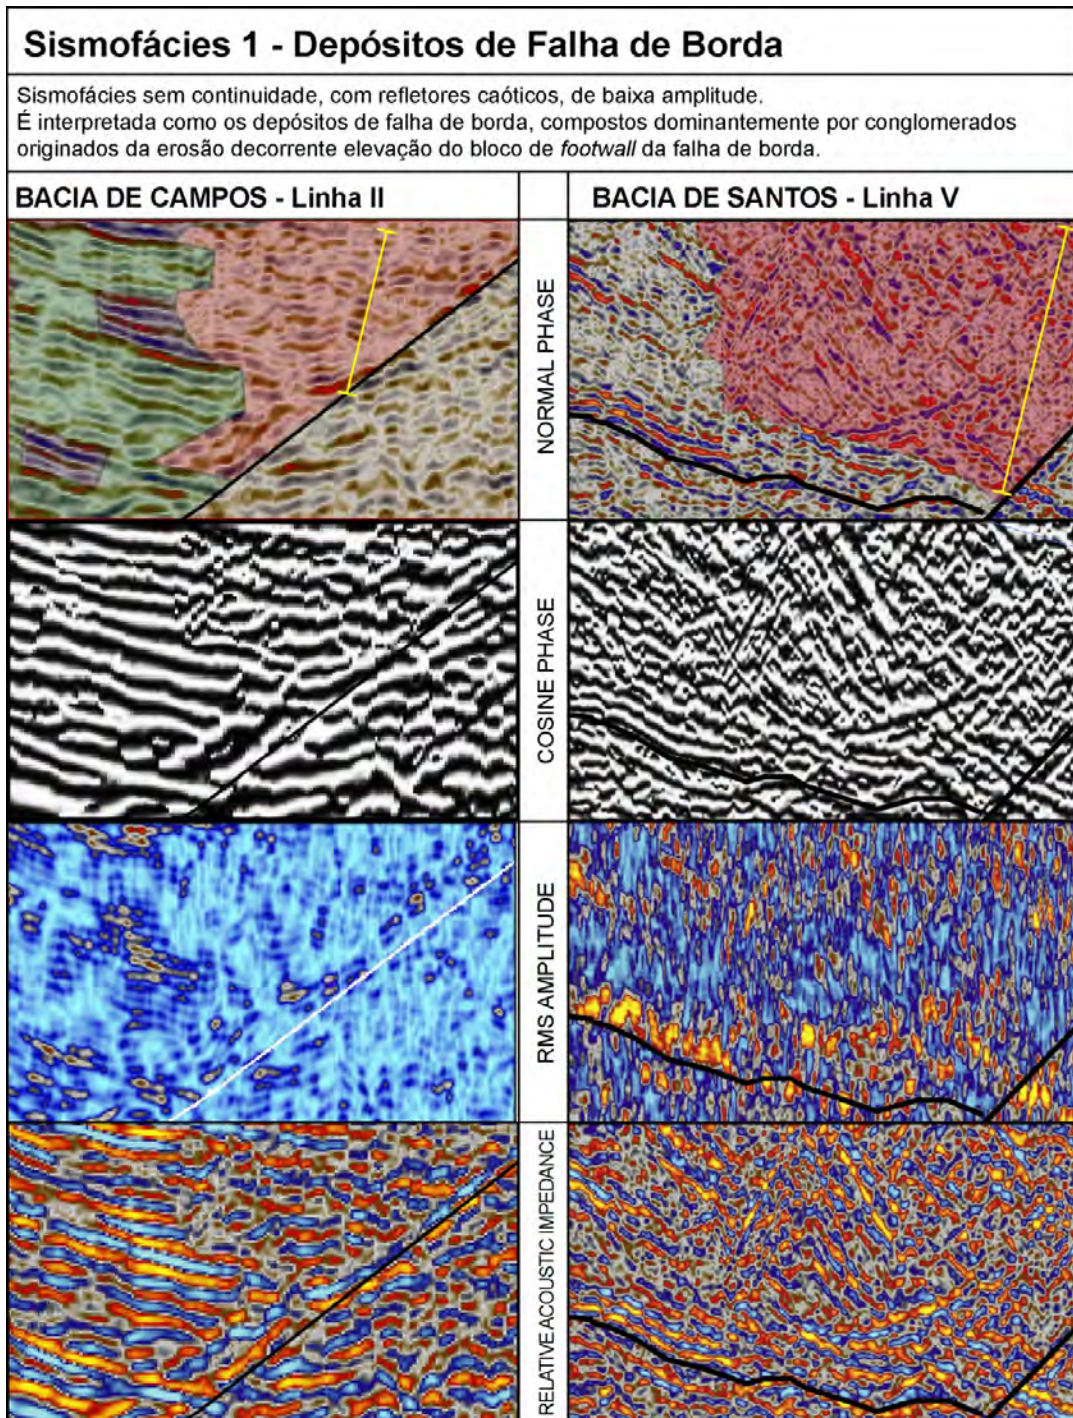 Sismofácies 1 - Depósitos de Falha de Borda
Sismofácies sem continuidade, com refletores caóticos, de baixa amplitude.
É interpretada como os depósitos de falha de borda, compostos dominantemente por conglomerados
originados da erosão decorrente elevação do bloco de footwall da falha de borda.
BACIA DE CAMPOS - Linha II
BACIA DE SANTOS - Linha V
NORMAL PHASE
COSINE PHASE
RMS AMPLITUDE
RELATIVE ACOUSTIC IMPEDANCE